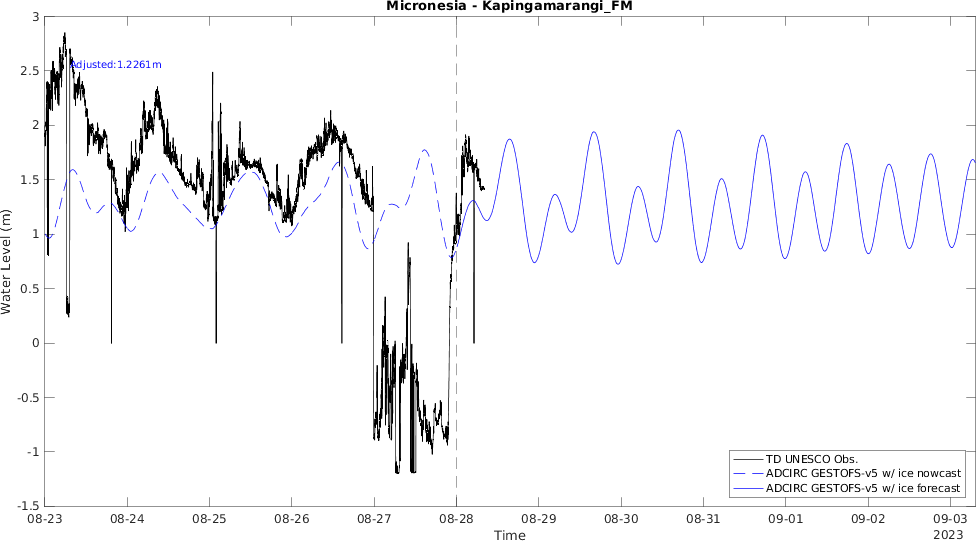 Micronesia - Kapingamarangi_FM
Adjusted:1.2261m
Water Level (m)
3
2.5
2
1.5
1
0.5
0
-0.5
-1
-1.5
TD UNESCO Obs.
ADCIRC GESTOFS-v5 w/ ice nowcast
ADCIRC GESTOFS-v5 w/ ice forecast
08-23 08-24 08-25 08-26 08-27 08-28 08-29 08-30 08-31 09-01 09-02 09-03
Time
2023